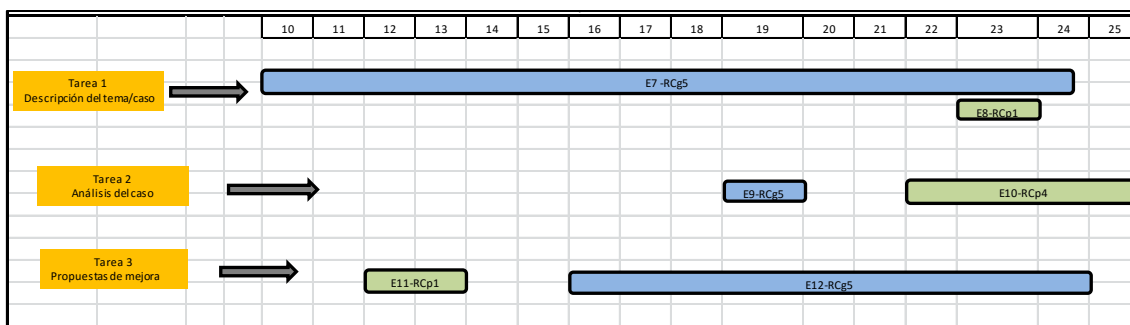 10 11 12 13 14 15 16 17 18 19 20 21 22 23 24 25
Tarea 1
Descripción del tema/caso
E7 -RCg5
E8-RCp1
Tarea 2
Análisis del caso
E9-RCg5
E10-RCp4
Tarea 3
Propuestas de mejora
E11-RCp1
E12-RCg5